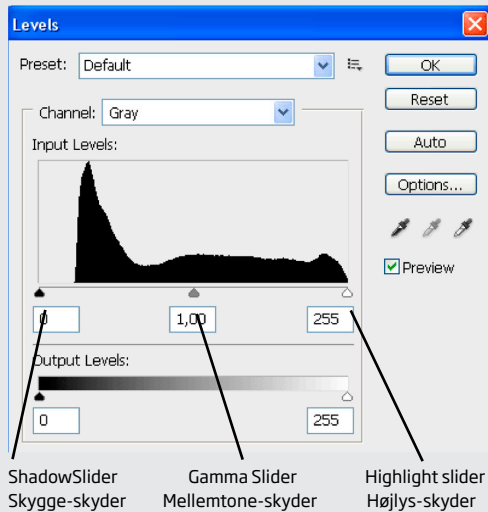 Levels
Preset: Default
OK
Reset
Channel: Gray
Auto
Input Levels:
Options...
Preview
0 1,00 255
Output Levels:
0 255
ShadowSlider Gamma Slider Highlight slider
Skygge-skyder Mellemtone-skyder Højlys-skyder